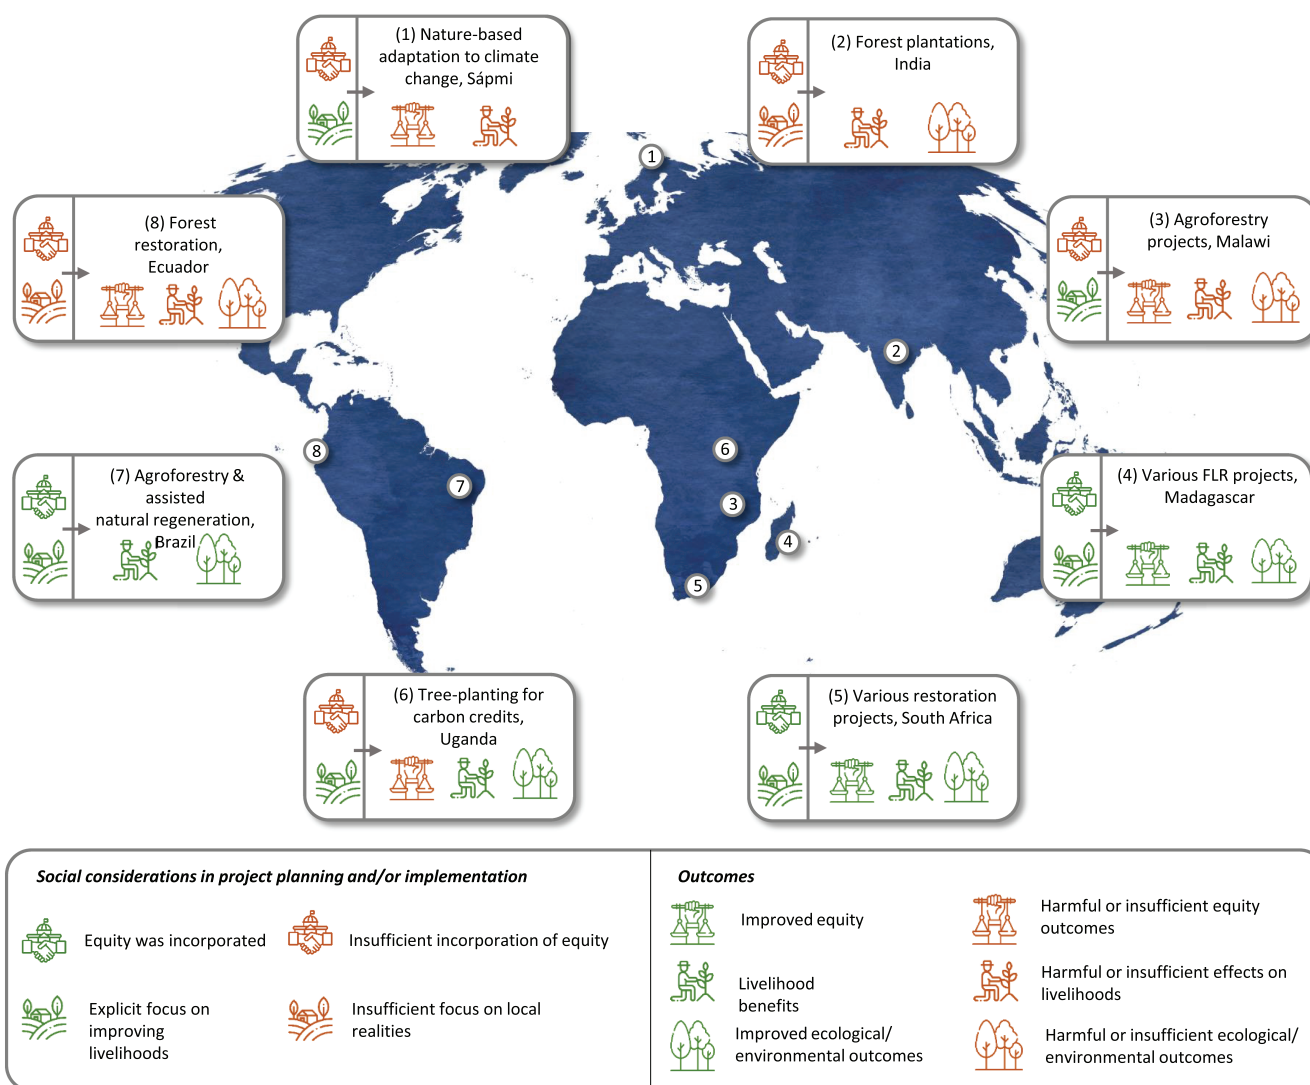 (1) Nature-based
adaptation to climate
change, Sápmi
(2) Forest plantations,
India
(8) Forest
restoration,
Ecuador
(3) Agroforestry
projects, Malawi
(7) Agroforestry &
assisted
natural regeneration,
Brazil
(4) Various FLR projects,
Madagascar
(6) Tree-planting for
carbon credits,
Uganda
(5) Various restoration
projects, South Africa
1
2
8
6
7
3
4
5
Social considerations in project planning and/or implementation
Equity was incorporated
Insufficient incorporation of equity
Explicit focus on
improving
livelihoods
Insufficient focus on local
realities
Outcomes
Improved equity
Harmful or insufficient equity
outcomes
Livelihood
benefits
Harmful or insufficient effects on
livelihoods
Improved ecological/
environmental outcomes
Harmful or insufficient ecological/
environmental outcomes